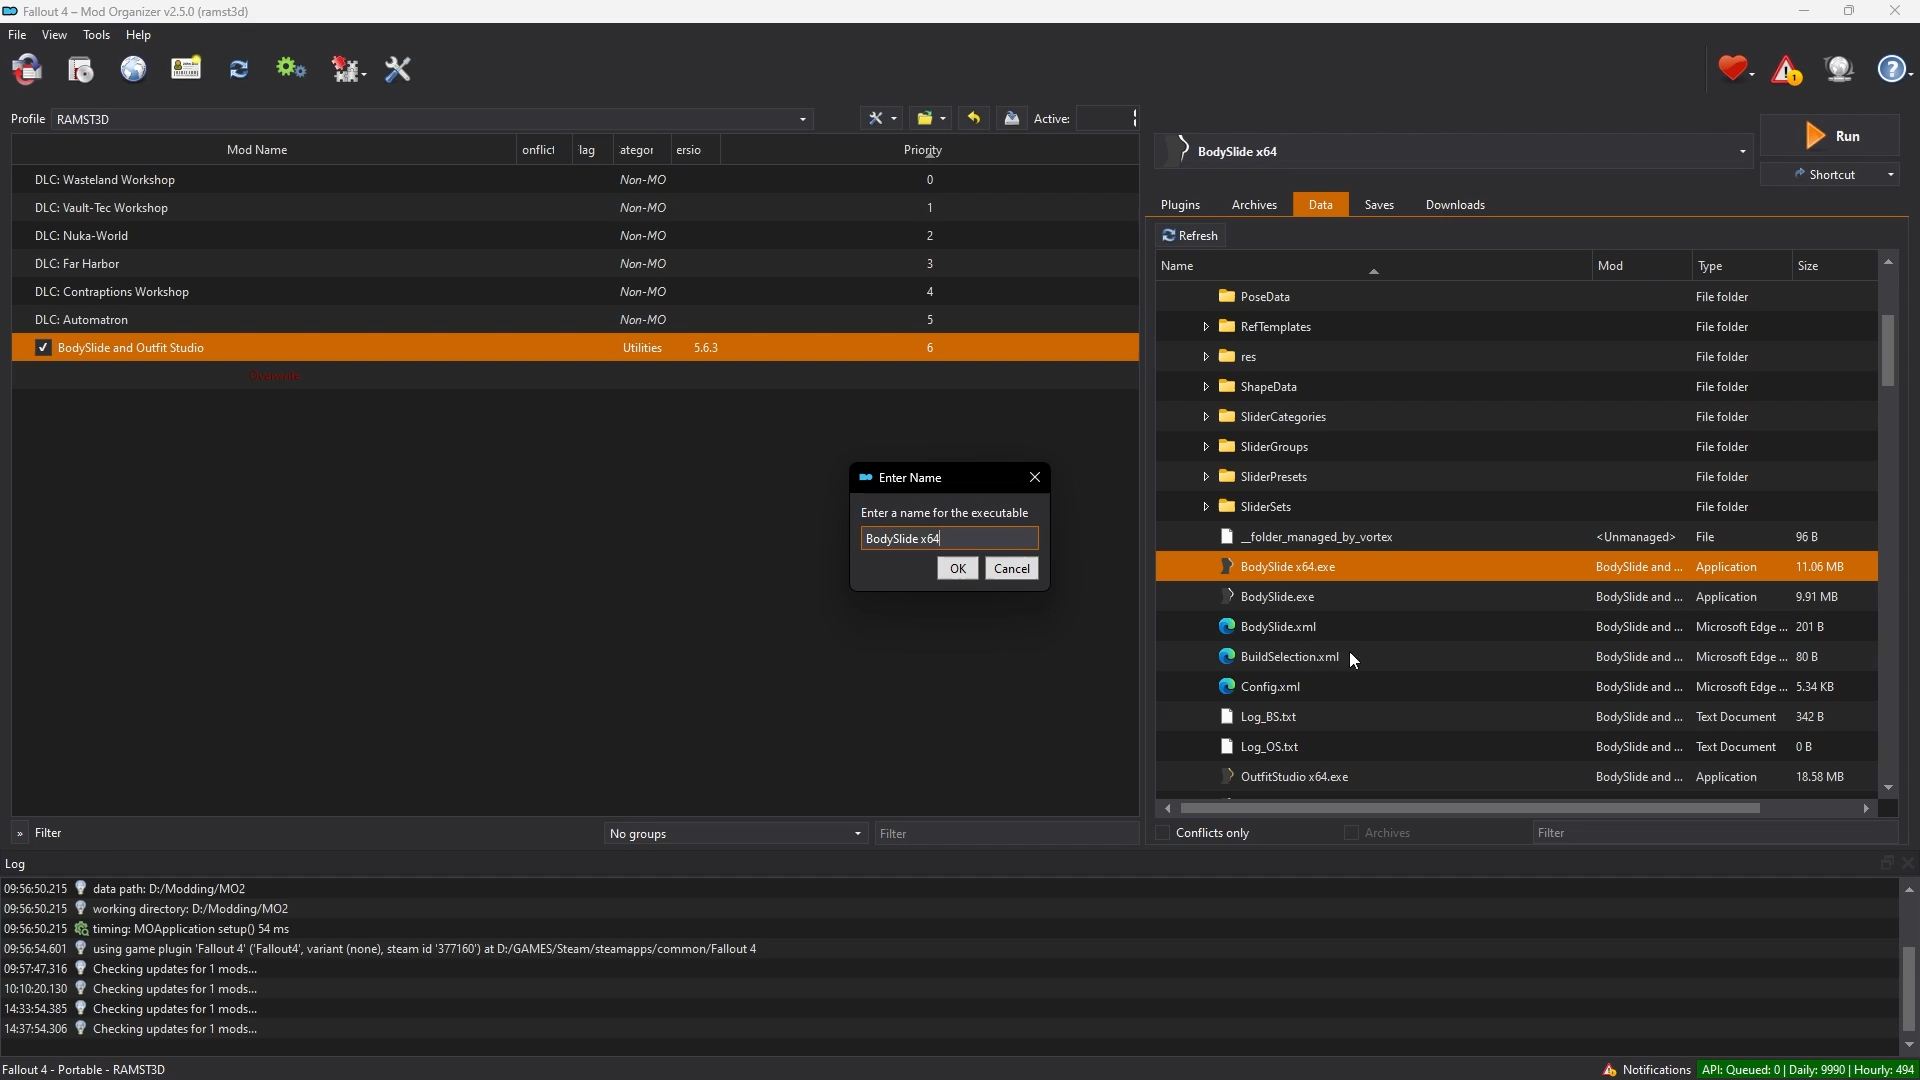 Fallout 4 – Mod Organizer v2.5.0 (ramst3d)
File View Tools Help
Profile RAMST3D
Active:
Mod Name onflict lag ategor ersio Priority
DLC: Wasteland Workshop Non-MO 0
DLC: Vault-Tec Workshop Non-MO 1
DLC: Nuka-World Non-MO 2
DLC: Far Harbor Non-MO 3
DLC: Contraptions Workshop Non-MO 4
DLC: Automatron Non-MO 5
BodySlide and Outfit Studio Utilities 5.6.3 6
Overwrite
BodySlide x64
Run
Shortcut
Plugins Archives Data Saves Downloads
Refresh
Name Mod Type Size
PoseData File folder
RefTemplates File folder
res File folder
ShapeData File folder
SliderCategories File folder
SliderGroups File folder
SliderPresets File folder
SliderSets File folder
__folder_managed_by_vortex <Unmanaged> File 96 B
BodySlide x64.exe BodySlide and ... Application 11.06 MB
BodySlide.exe BodySlide and ... Application 9.91 MB
BodySlide.xml BodySlide and ... Microsoft Edge ... 201 B
BuildSelection.xml BodySlide and ... Microsoft Edge ... 80 B
Config.xml BodySlide and ... Microsoft Edge ... 5.34 KB
Log_BS.txt BodySlide and ... Text Document 342 B
Log_OS.txt BodySlide and ... Text Document 0 B
OutfitStudio x64.exe BodySlide and ... Application 18.58 MB
Enter Name
Enter a name for the executable
BodySlide x64
OK Cancel
» Filter No groups Filter
Conflicts only Archives Filter
Log
09:56:50.215 data path: D:/Modding/MO2
09:56:50.215 working directory: D:/Modding/MO2
09:56:50.215 timing: MOApplication setup() 54 ms
09:56:54.601 using game plugin 'Fallout 4' ('Fallout4', variant (none), steam id '377160') at D:/GAMES/Steam/steamapps/common/Fallout 4
09:57:47.316 Checking updates for 1 mods...
10:10:20.130 Checking updates for 1 mods...
14:33:54.385 Checking updates for 1 mods...
14:37:54.306 Checking updates for 1 mods...
Fallout 4 - Portable - RAMST3D
Notifications API: Queued: 0 | Daily: 9990 | Hourly: 494